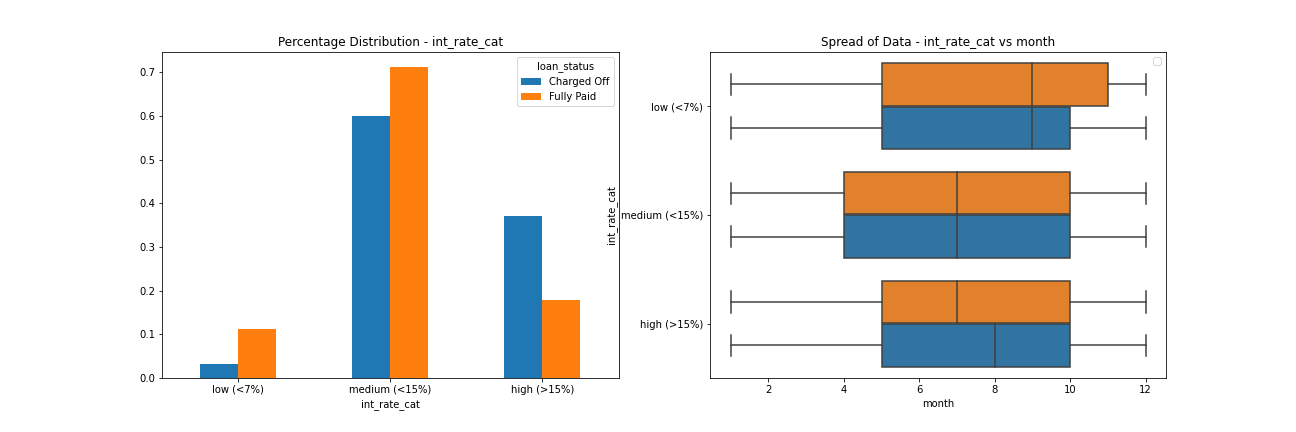 Percentage Distribution - int_rate_cat
0.7
0.6
0.5
0.4
0.3
0.2
0.1
0.0
loan_status
Charged Off
Fully Paid
low (<7%)
medium (<15%)
high (>15%)
int_rate_cat
Spread of Data - int_rate_cat vs month
int_rate_cat
low (<7%)
medium (<15%)
high (>15%)
2
4
6
8
10
12
month